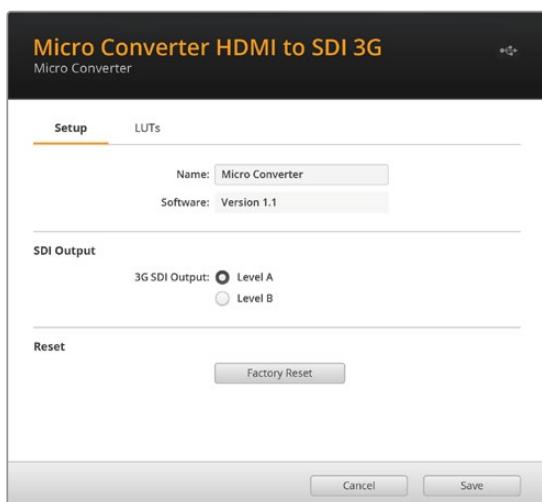 Micro Converter HDMI to SDI 3G
Micro Converter
Setup LUTs
Name: Micro Converter
Software: Version 1.1
SDI Output
3G SDI Output: Level A
Level B
Reset
Factory Reset
Cancel Save